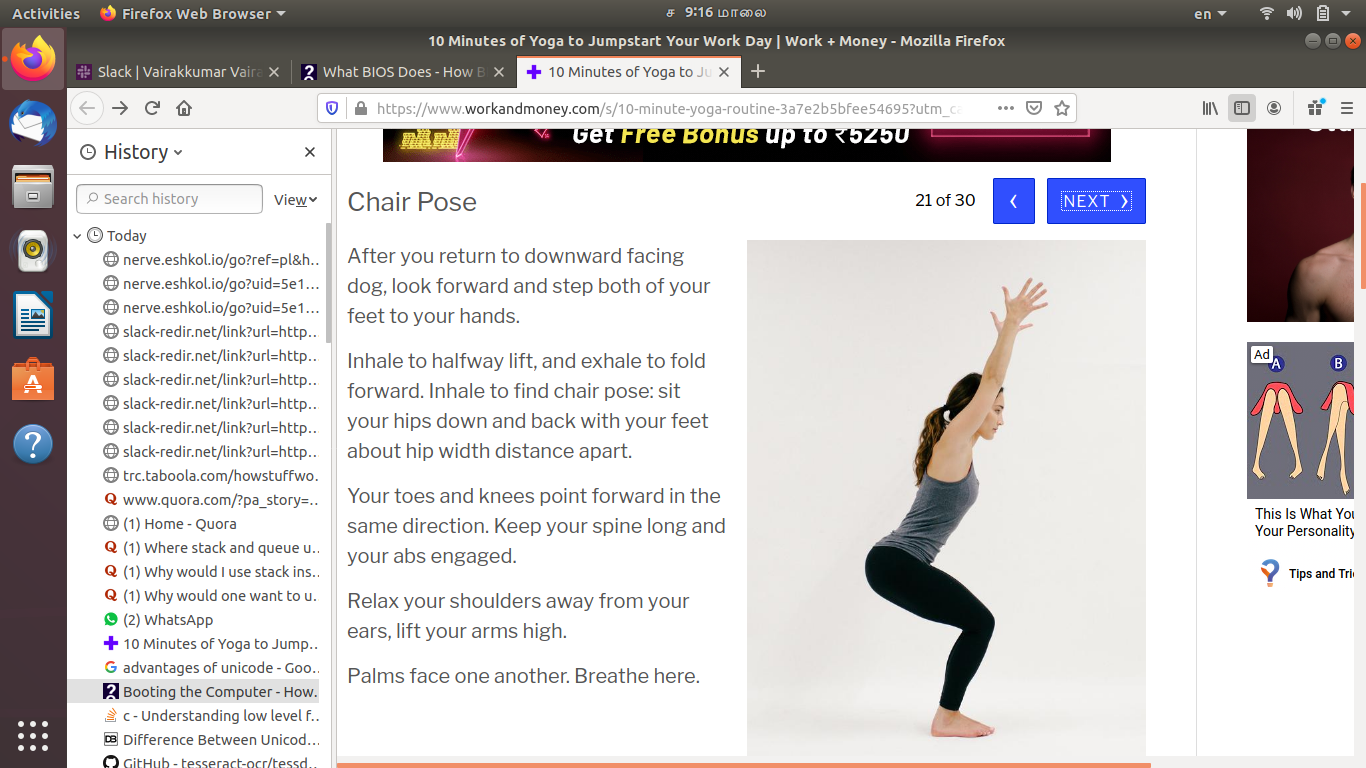 Activities
Firefox Web Browser
ச 9:16 மாலை
en
10 Minutes of Yoga to Jumpstart Your Work Day | Work + Money - Mozilla Firefox
Slack | Vairakkumar Vaira
What BIOS Does - How B
10 Minutes of Yoga to Ju
https://www.workandmoney.com/s/10-minute-yoga-routine-3a7e2b5bfee54695?utm_ca
History
Search history
View
Today
nerve.eshkol.io/go?ref=pl&h…
nerve.eshkol.io/go?uid=5e1…
nerve.eshkol.io/go?uid=5e1…
slack-redir.net/link?url=http…
slack-redir.net/link?url=http…
slack-redir.net/link?url=http…
slack-redir.net/link?url=http…
slack-redir.net/link?url=http…
slack-redir.net/link?url=http…
trc.taboola.com/howstuffwo…
www.quora.com/?pa_story=…
(1) Home - Quora
(1) Where stack and queue u…
(1) Why would I use stack ins…
(1) Why would one want to u…
(2) WhatsApp
10 Minutes of Yoga to Jump…
advantages of unicode - Goo…
Booting the Computer - How…
c - Understanding low level f…
Difference Between Unicod…
GitHub - tesseract-ocr/tessd…
Get Free Bonus up to ₹5250
Chair Pose
21 of 30
NEXT
After you return to downward facing
dog, look forward and step both of your
feet to your hands.
Inhale to halfway lift, and exhale to fold
forward. Inhale to find chair pose: sit
your hips down and back with your feet
about hip width distance apart.
Your toes and knees point forward in the
same direction. Keep your spine long and
your abs engaged.
Relax your shoulders away from your
ears, lift your arms high.
Palms face one another. Breathe here.
Ad
A
B
This Is What You
Your Personality
Tips and Tri